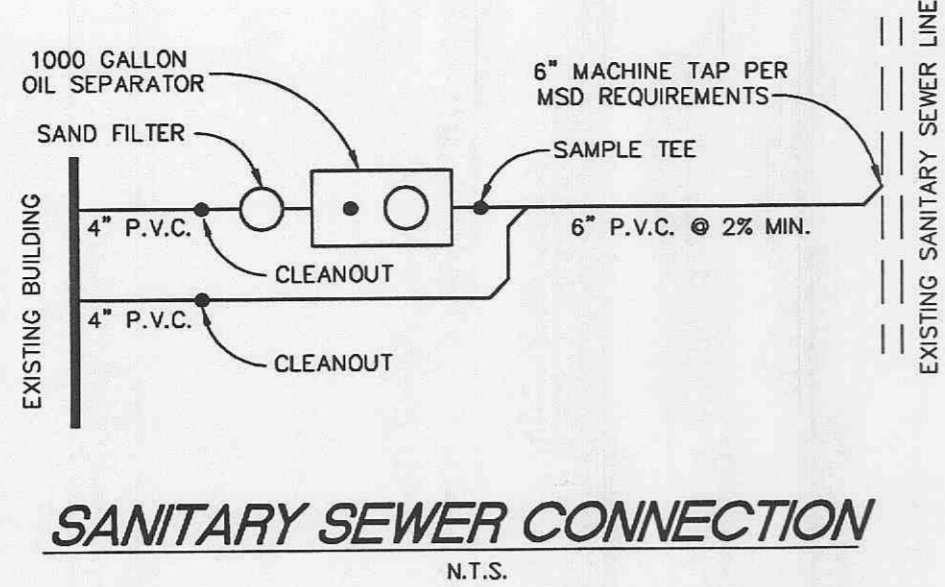 1000 GALLON
OIL SEPARATOR
SAND FILTER
6" MACHINE TAP PER
MSD REQUIREMENTS
SAMPLE TEE
EXISTING BUILDING
4" P.V.C.
CLEANOUT
6" P.V.C. @ 2% MIN.
4" P.V.C.
CLEANOUT
EXISTING SANITARY SEWER LINE
SANITARY SEWER CONNECTION
N.T.S.